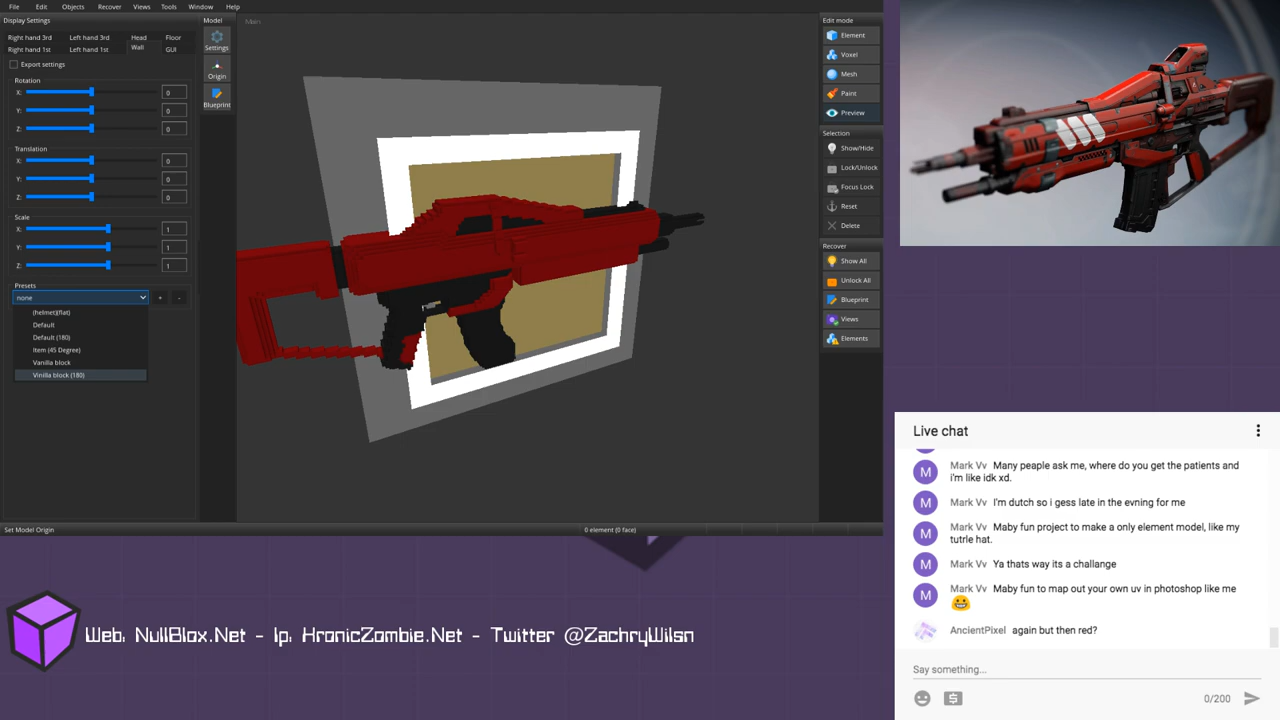 File Edit Objects Recover Views Tools Window Help
Display Settings
Right hand 3rd Left hand 3rd Head Floor
Right hand 1st Left hand 1st Wall GUI
Export settings
Rotation
X: 0
Y: 0
Z: 0
Translation
X: 0
Y: 0
Z: 0
Scale
X: 1
Y: 1
Z: 1
Presets
none + -
(helmet)(flat)
Default
Default (180)
Item (45 Degree)
Vanilla block
Vinilla block (180)
Model
Settings
Origin
Blueprint
Main
Edit mode
Element
Voxel
Mesh
Paint
Preview
Selection
Show/Hide
Lock/Unlock
Focus Lock
Reset
Delete
Recover
Show All
Unlock All
Blueprint
Views
Elements
Set Model Origin
0 element (0 face)
Live chat
M Mark Vv Many peaple ask me, where do you get the patients and
i'm like idk xd.
M Mark Vv I'm dutch so i gess late in the evning for me
M Mark Vv Maby fun project to make a only element model, like my
tutrle hat.
M Mark Vv Ya thats way its a challange
M Mark Vv Maby fun to map out your own uv in photoshop like me
😀
AncientPixel again but then red?
Say something...
0/200
Web: NullBlox.Net - Ip: HronicZombie.Net - Twitter @ZachryWilsn